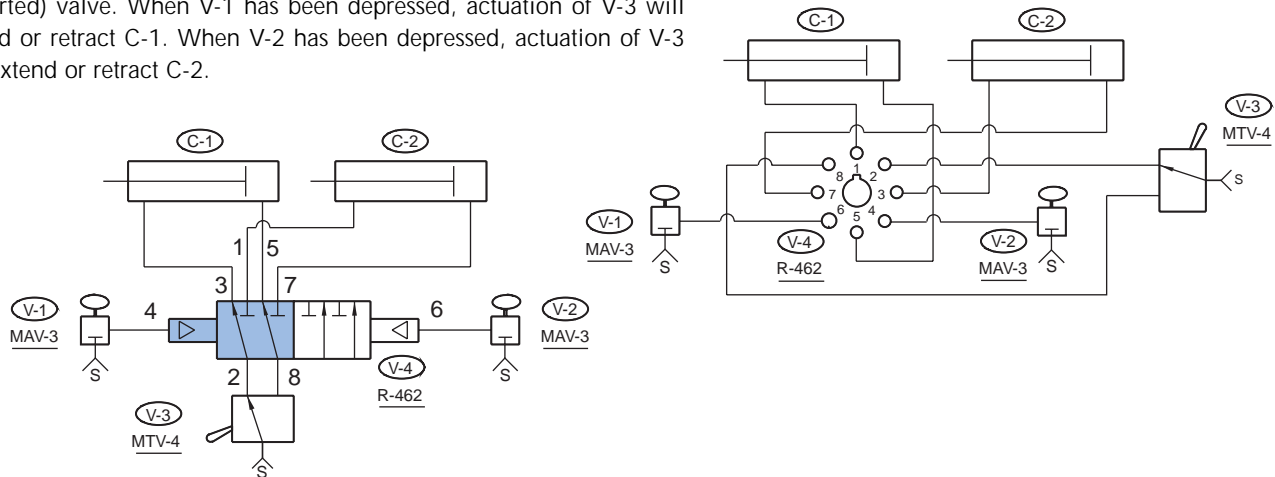 rted) valve. When V-1 has been depressed, actuation of V-3 will
d or retract C-1. When V-2 has been depressed, actuation of V-3
extend or retract C-2.
C-1
C-2
3
1
5
7
V-1
MAV-3
4
6
V-2
MAV-3
S
S
2
8
V-4
R-462
V-3
MTV-4
S
C-1
C-2
V-3
MTV-4
S
8
1
2
7
3
6
5
4
V-1
MAV-3
S
V-4
R-462
V-2
MAV-3
S